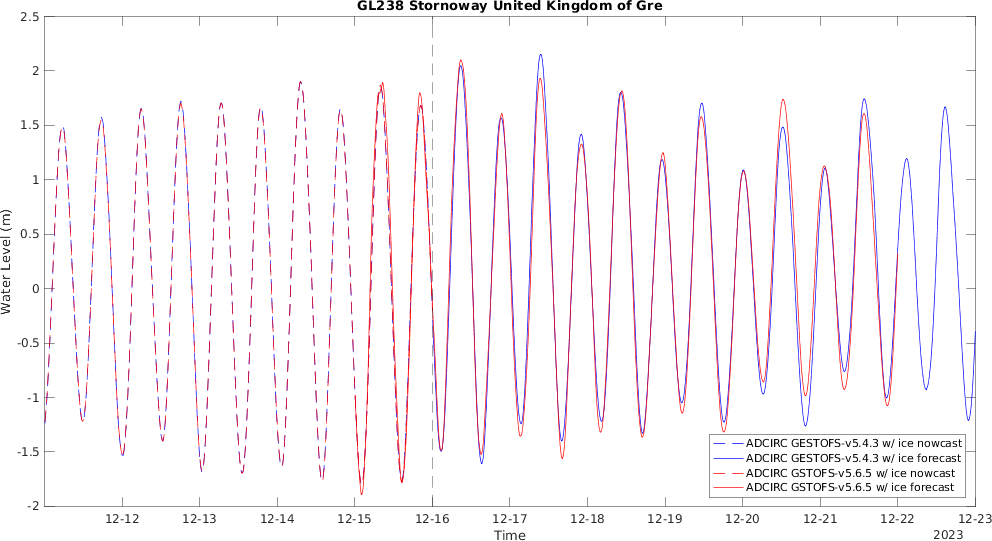 GL238 Stornoway United Kingdom of Gre
2.5
2
1.5
1
0.5
0
-0.5
-1
-1.5
-2
Water Level (m)
12-12 12-13 12-14 12-15 12-16 12-17 12-18 12-19 12-20 12-21 12-22 12-23
Time
2023
ADCIRC GESTOFS-v5.4.3 w/ ice nowcast
ADCIRC GESTOFS-v5.4.3 w/ ice forecast
ADCIRC GSTOFS-v5.6.5 w/ ice nowcast
ADCIRC GSTOFS-v5.6.5 w/ ice forecast